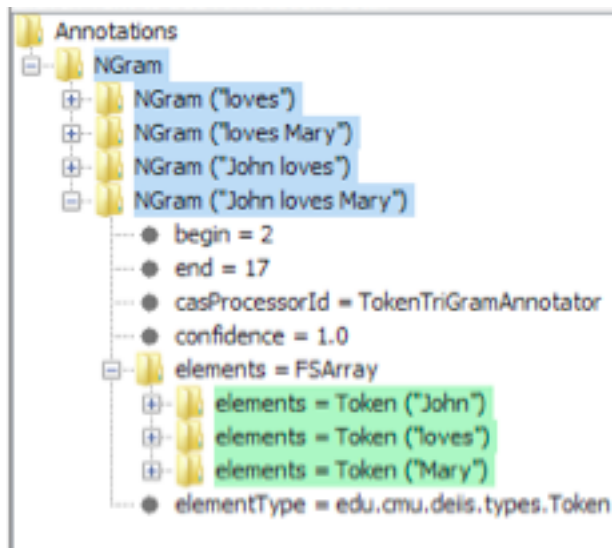 Annotations
NGram
NGram ("loves")
NGram ("loves Mary")
NGram ("John loves")
NGram ("John loves Mary")
begin = 2
end = 17
casProcessorId = TokenTriGramAnnotator
confidence = 1.0
elements = FSArray
elements = Token ("John")
elements = Token ("loves")
elements = Token ("Mary")
elementType = edu.cmu.deiis.types.Token